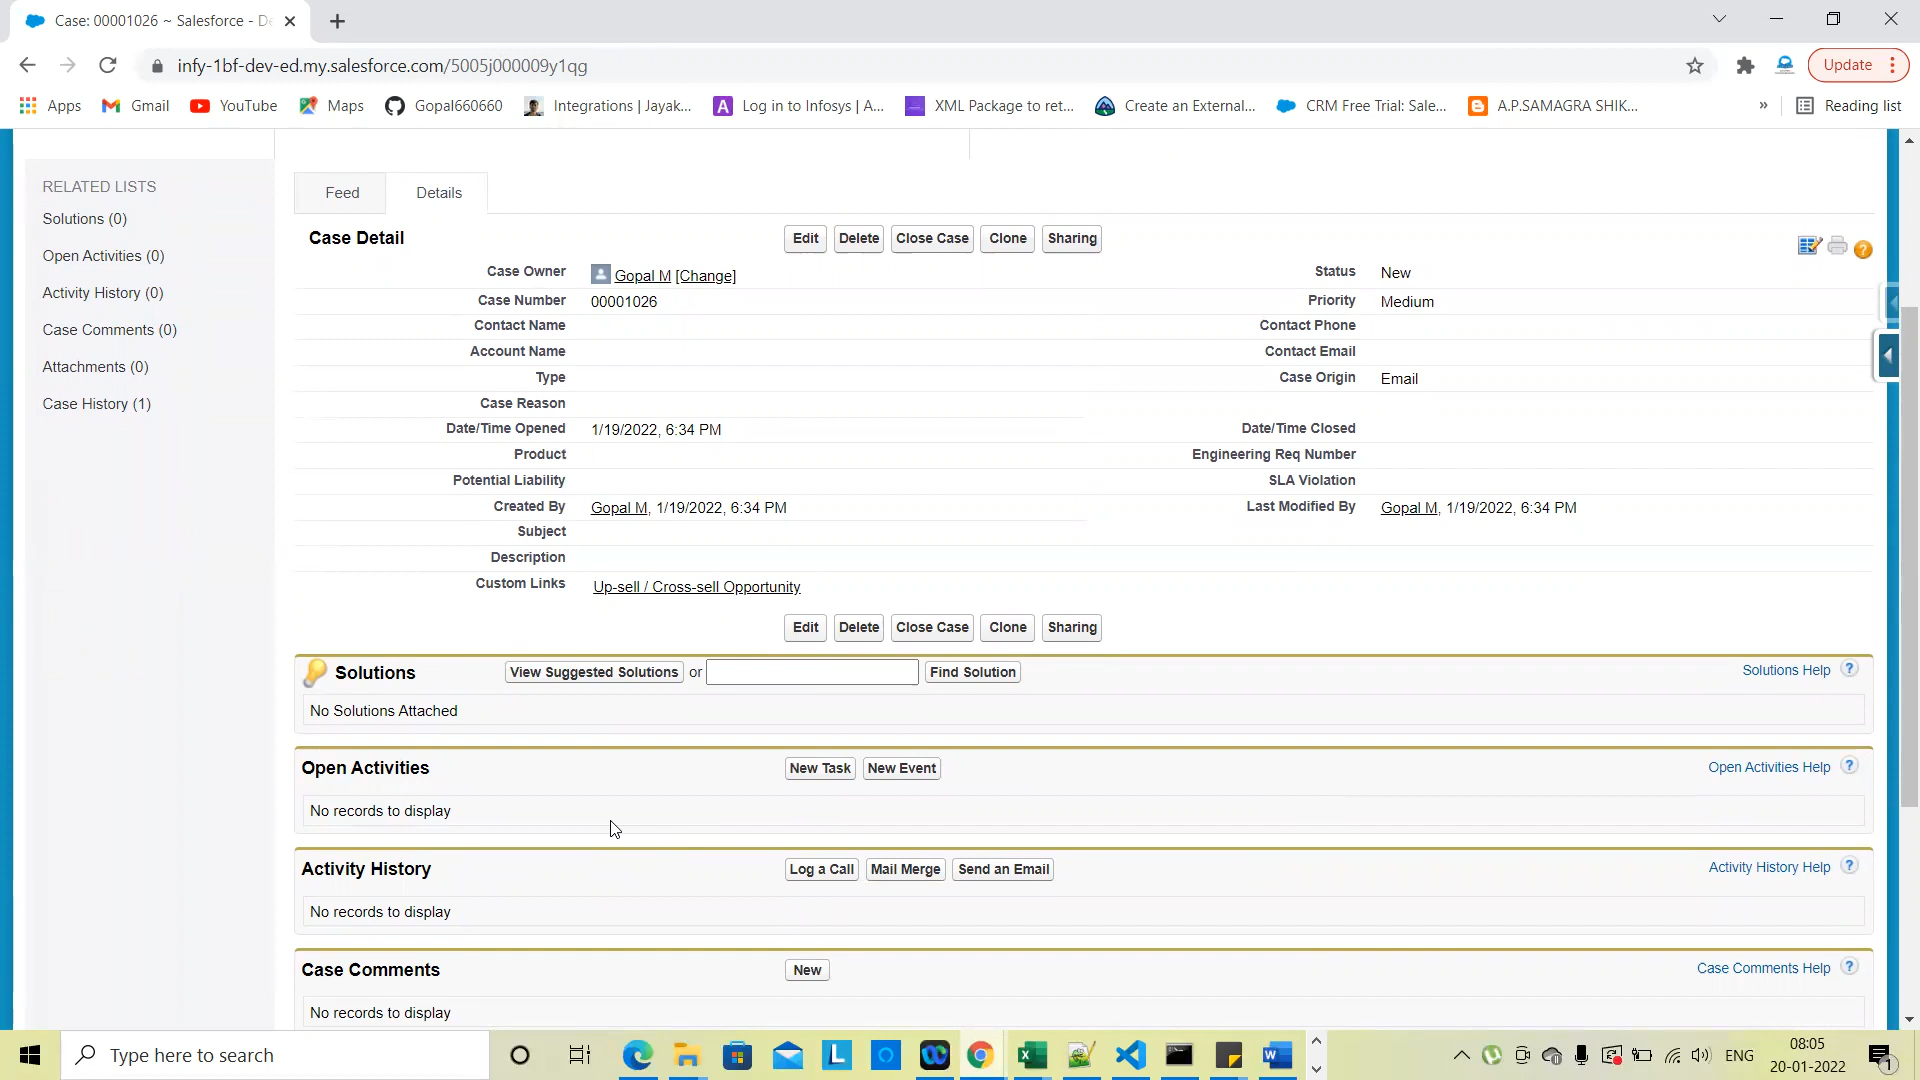 Case: 00001026 ~ Salesforce - De
infy-1bf-dev-ed.my.salesforce.com/5005j000009y1qg
Update
Apps
Gmail
YouTube
Maps
Gopal660060
Integrations | Jayak...
A
Log in to Infosys | A...
XML Package to ret...
Create an External...
CRM Free Trial: Sale...
A.P.SAMAGRA SHIK...
»
Reading list
RELATED LISTS
Solutions (0)
Open Activities (0)
Activity History (0)
Case Comments (0)
Attachments (0)
Case History (1)
Feed
Details
Case Detail
Edit
Delete
Close Case
Clone
Sharing
?
Case Owner
Gopal M [Change]
Status
New
Case Number
00001026
Priority
Medium
Contact Name
Contact Phone
Account Name
Contact Email
Type
Case Origin
Email
Case Reason
Date/Time Opened
1/19/2022, 6:34 PM
Date/Time Closed
Product
Engineering Req Number
Potential Liability
SLA Violation
Created By
Gopal M, 1/19/2022, 6:34 PM
Last Modified By
Gopal M, 1/19/2022, 6:34 PM
Subject
Description
Custom Links
Up-sell / Cross-sell Opportunity
Edit
Delete
Close Case
Clone
Sharing
Solutions
View Suggested Solutions or
Find Solution
Solutions Help ?
No Solutions Attached
Open Activities
New Task
New Event
Open Activities Help ?
No records to display
Activity History
Log a Call
Mail Merge
Send an Email
Activity History Help ?
No records to display
Case Comments
New
Case Comments Help ?
No records to display
Type here to search
L
ENG
08:05
20-01-2022
1